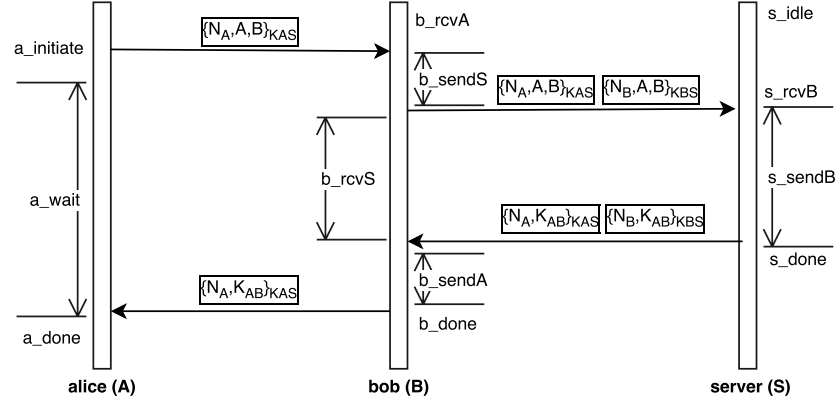 s_idle
b_rcvA
{N_A,A,B}_KAS
a_initiate
b_sendS
{N_A,A,B}_KAS {N_B,A,B}_KBS
s_rcvB
b_rcvS
s_sendB
a_wait
{N_A,K_AB}_KAS {N_B,K_AB}_KBS
s_done
b_sendA
{N_A,K_AB}_KAS
b_done
a_done
alice (A) bob (B) server (S)